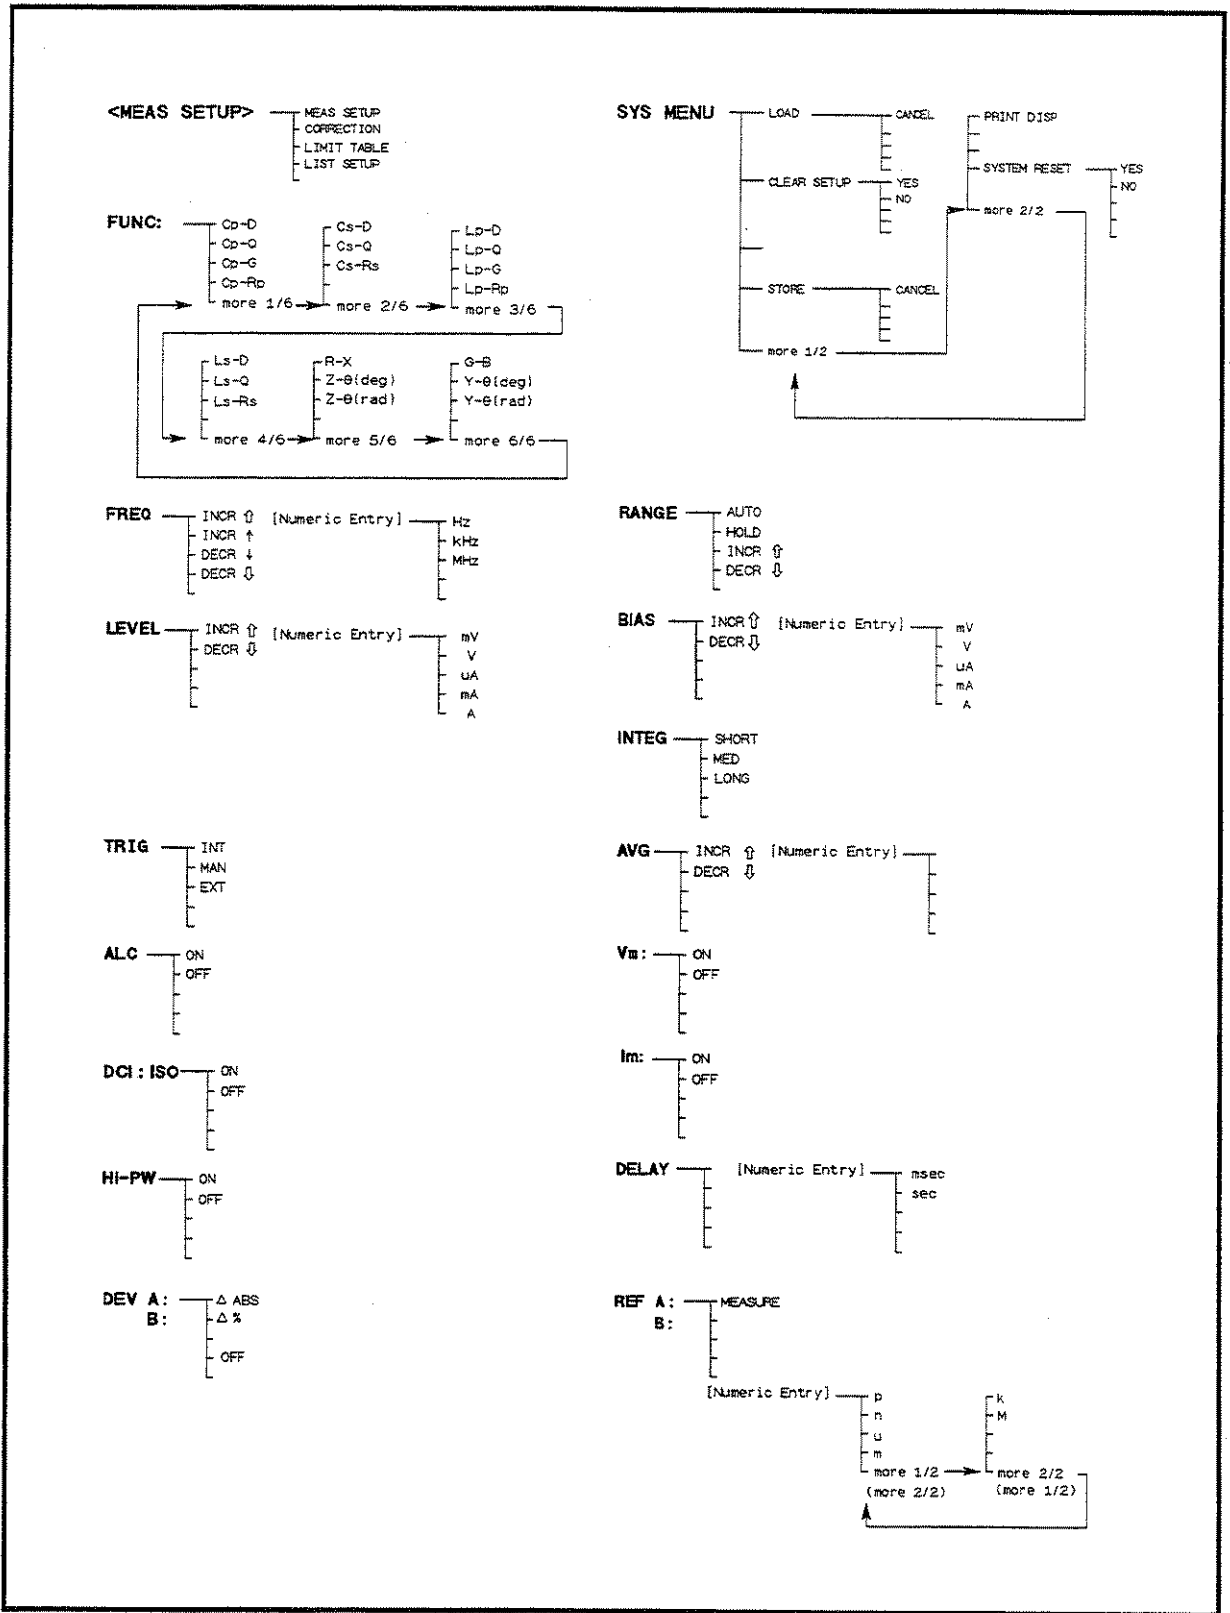 <MEAS SETUP>
MEAS SETUP
CORRECTION
LIMIT TABLE
LIST SETUP
SYS MENU
LOAD
CANCEL
CLEAR SETUP
YES
NO
STORE
CANCEL
more 1/2
PRINT DISP
SYSTEM RESET
YES
NO
more 2/2
FUNC:
Cp-D
Cp-Q
Cp-G
Cp-Rp
more 1/6
Cs-D
Cs-Q
Cs-Rs
more 2/6
Lp-D
Lp-Q
Lp-G
Lp-Rp
more 3/6
Ls-D
Ls-Q
Ls-Rs
more 4/6
R-X
Z-θ(deg)
Z-θ(rad)
more 5/6
G-B
Y-θ(deg)
Y-θ(rad)
more 6/6
FREQ
INCR ⇧
INCR ↑
DECR ↓
DECR ⇩
[Numeric Entry]
Hz
kHz
MHz
RANGE
AUTO
HOLD
INCR ⇧
DECR ⇩
LEVEL
INCR ⇧
DECR ⇩
[Numeric Entry]
mV
V
uA
mA
A
BIAS
INCR ⇧
DECR ⇩
[Numeric Entry]
mV
V
uA
mA
A
INTEG
SHORT
MED
LONG
TRIG
INT
MAN
EXT
AVG
INCR ⇧
DECR ⇩
[Numeric Entry]
ALC
ON
OFF
Vm:
ON
OFF
DCI: ISO
ON
OFF
Im:
ON
OFF
HI-PW
ON
OFF
DELAY
[Numeric Entry]
msec
sec
DEV A:
B:
△ ABS
△ %
OFF
REF A:
B:
MEASURE
[Numeric Entry]
p
n
u
m
more 1/2
(more 2/2)
k
M
more 2/2
(more 1/2)